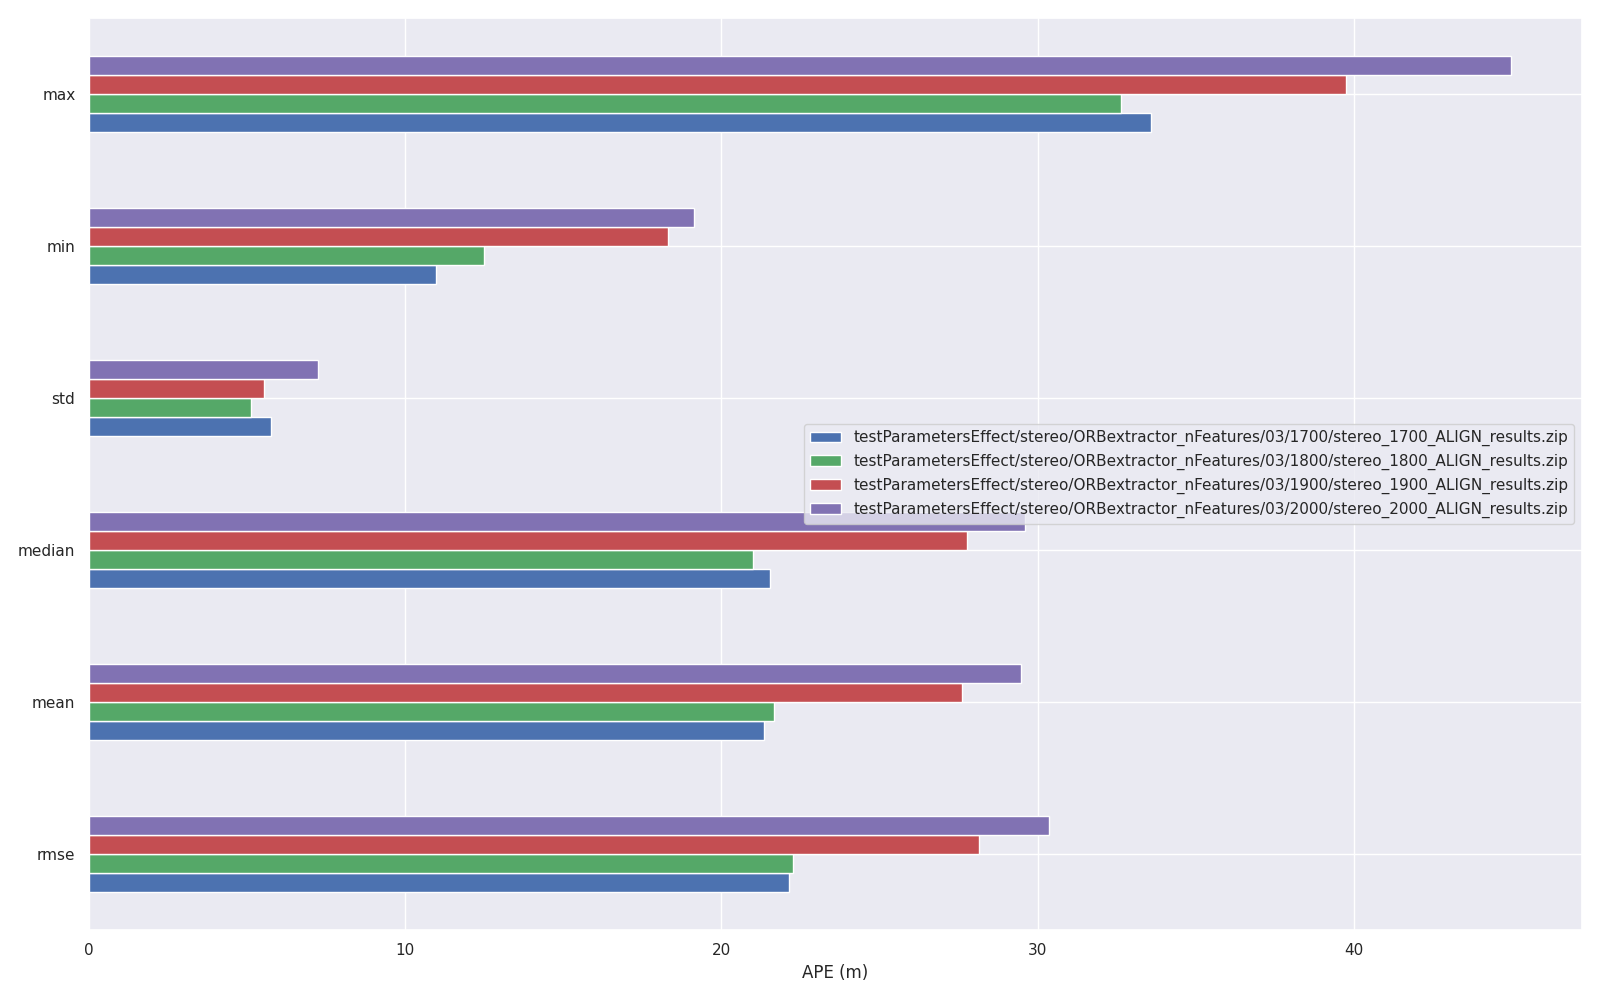 max
min
std
testParametersEffect/stereo/ORBextractor_nFeatures/03/1700/stereo_1700_ALIGN_results.zip
testParametersEffect/stereo/ORBextractor_nFeatures/03/1800/stereo_1800_ALIGN_results.zip
testParametersEffect/stereo/ORBextractor_nFeatures/03/1900/stereo_1900_ALIGN_results.zip
testParametersEffect/stereo/ORBextractor_nFeatures/03/2000/stereo_2000_ALIGN_results.zip
median
mean
rmse
0 10 20 30 40
APE (m)